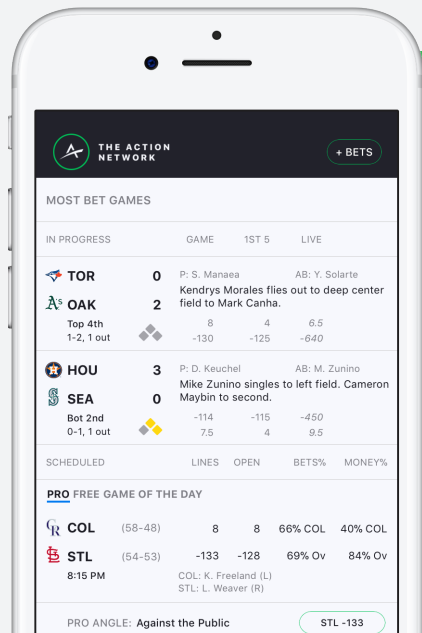 THE ACTION
NETWORK
+ BETS
MOST BET GAMES
IN PROGRESS GAME 1ST 5 LIVE
TOR 0 P: S. Manaea AB: Y. Solarte
Kendrys Morales flies out to deep center
A's OAK 2 field to Mark Canha.
Top 4th 8 4 6.5
1-2, 1 out -130 -125 -640
HOU 3 P: D. Keuchel AB: M. Zunino
Mike Zunino singles to left field. Cameron
S SEA 0 Maybin to second.
Bot 2nd -114 -115 -450
0-1, 1 out 7.5 4 9.5
SCHEDULED LINES OPEN BETS% MONEY%
PRO FREE GAME OF THE DAY
CR COL (58-48) 8 8 66% COL 40% COL
STL STL (54-53) -133 -128 69% Ov 84% Ov
8:15 PM COL: K. Freeland (L)
STL: L. Weaver (R)
PRO ANGLE: Against the Public STL -133